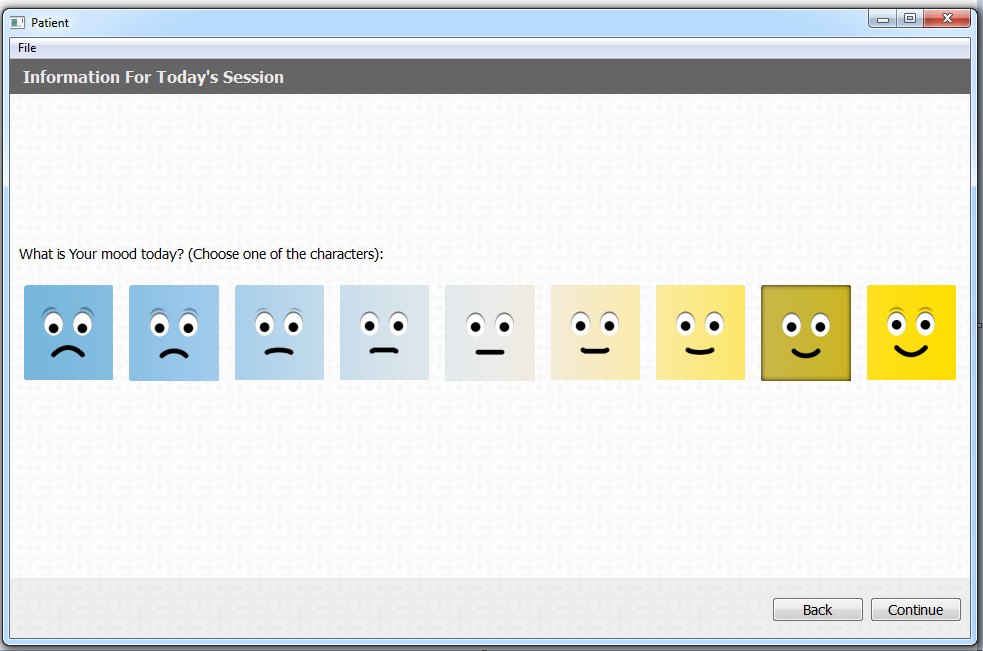 Patient
File
Information For Today's Session
What is Your mood today? (Choose one of the characters):
Back Continue